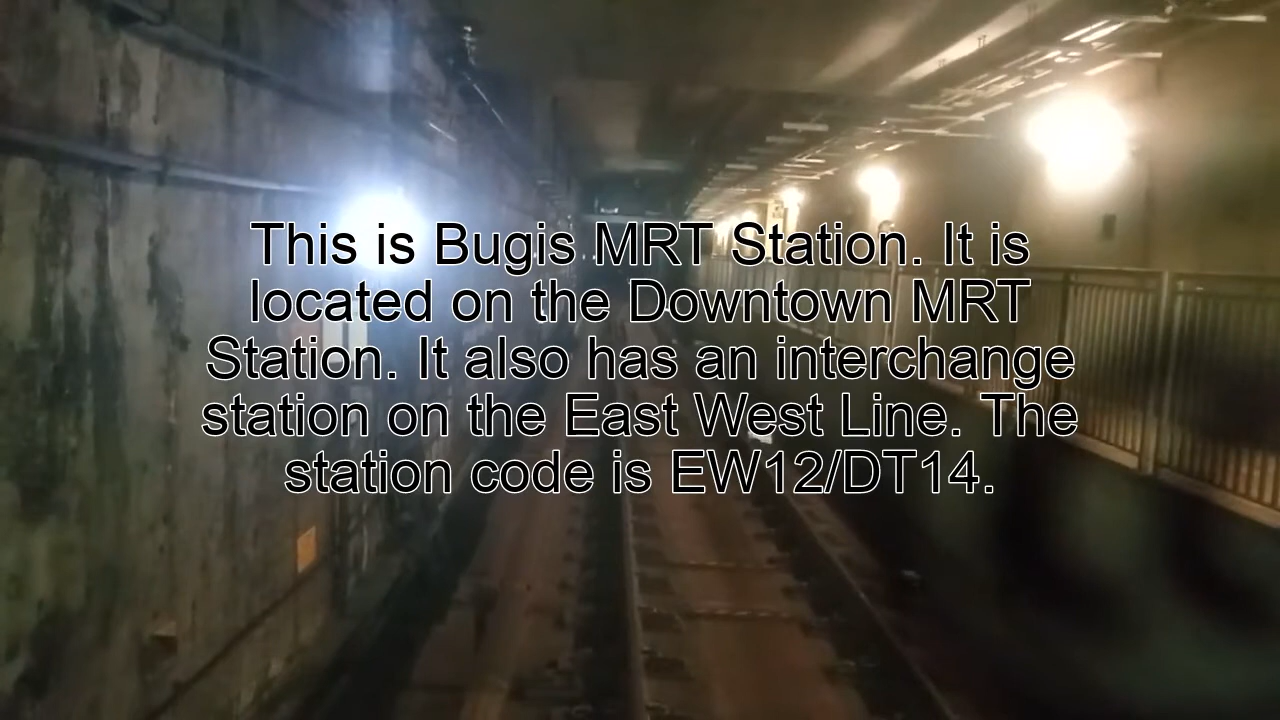 This is Bugis MRT Station. It is
located on the Downtown MRT
Station. It also has an interchange
station on the East West Line. The
station code is EW12/DT14.